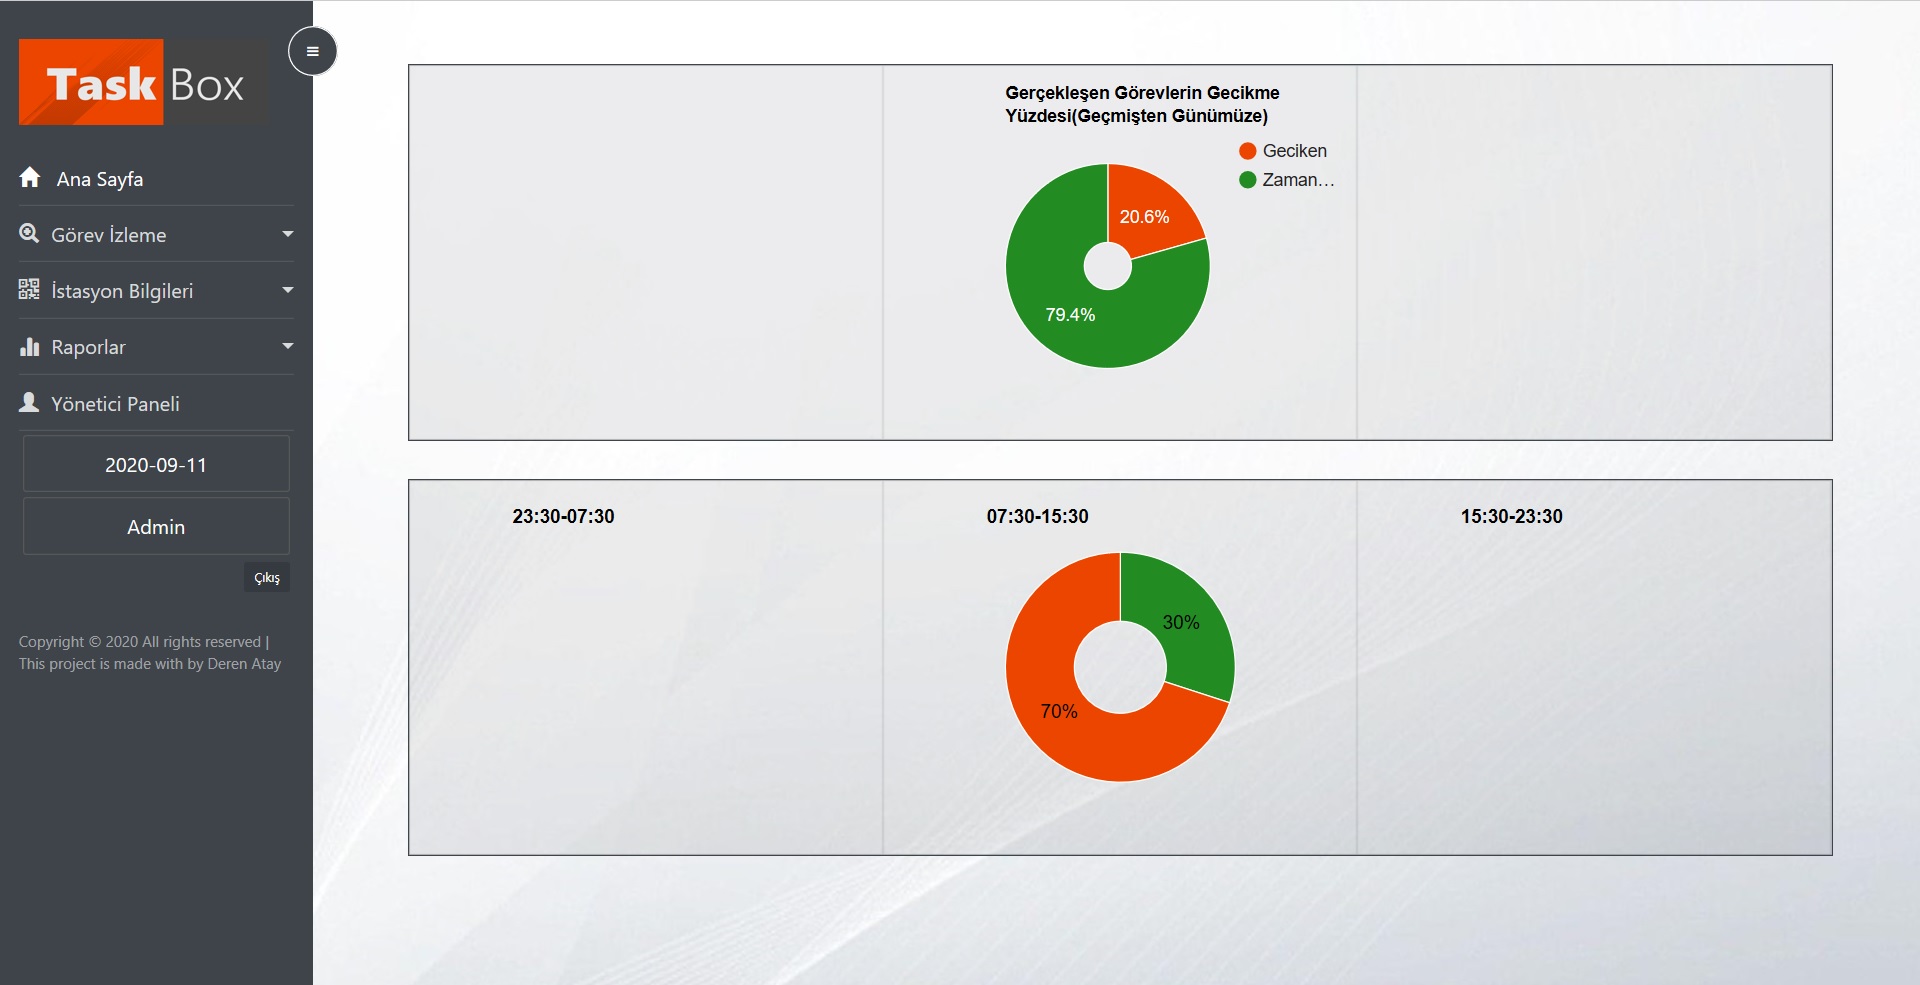 Task Box
Ana Sayfa
Görev İzleme
İstasyon Bilgileri
Raporlar
Yönetici Paneli
2020-09-11
Admin
Çıkış
Copyright © 2020 All rights reserved |
This project is made with by Deren Atay
Gerçekleşen Görevlerin Gecikme
Yüzdesi(Geçmişten Günümüze)
Geciken
Zaman…
20.6%
79.4%
23:30-07:30
07:30-15:30
15:30-23:30
30%
70%